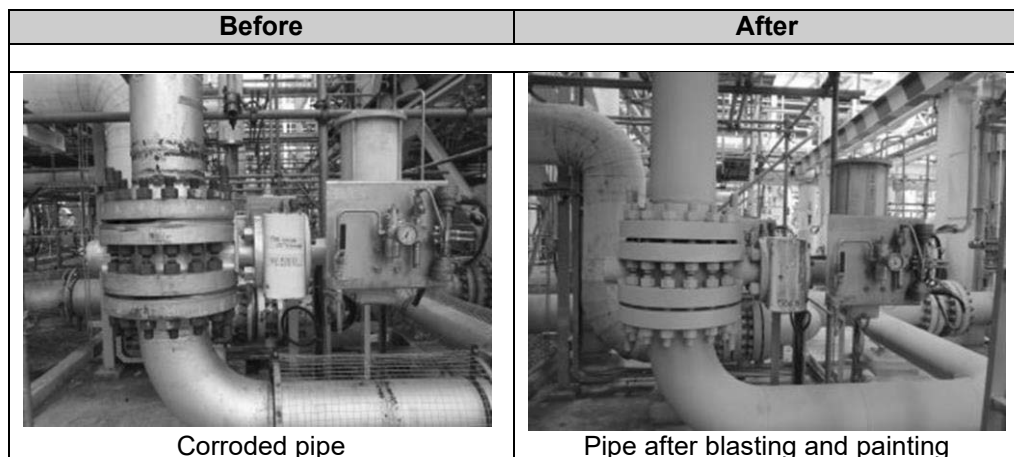 Before
After
Corroded pipe
Pipe after blasting and painting